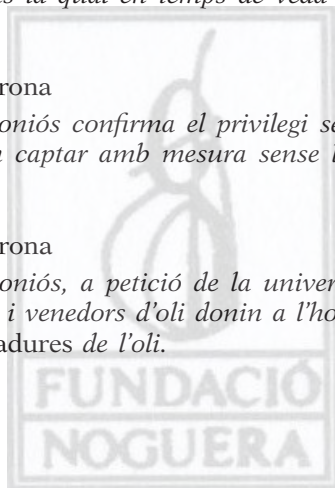 la qual en temps de veda
rona
oniós confirma el privilegi se
captar amb mesura sense
rona
oniós, a petició de la univer
i venedors d'oli donin a l'ho
adures de l'oli.
FUNDACIÓ
NOGUERA